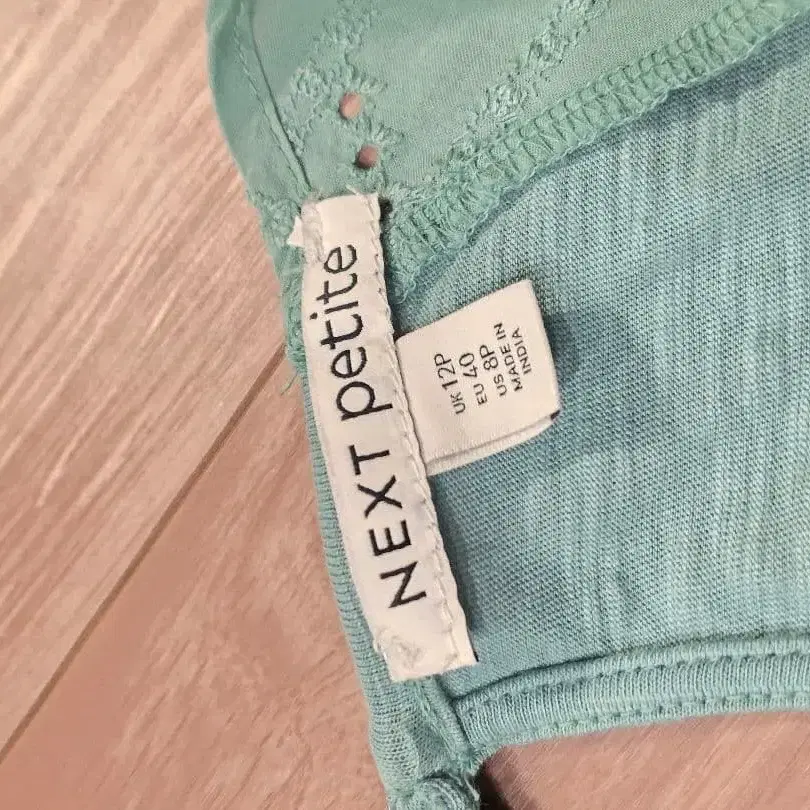 NEXT petite
UK 12P
EU 40
US 8P
MADE IN
INDIA